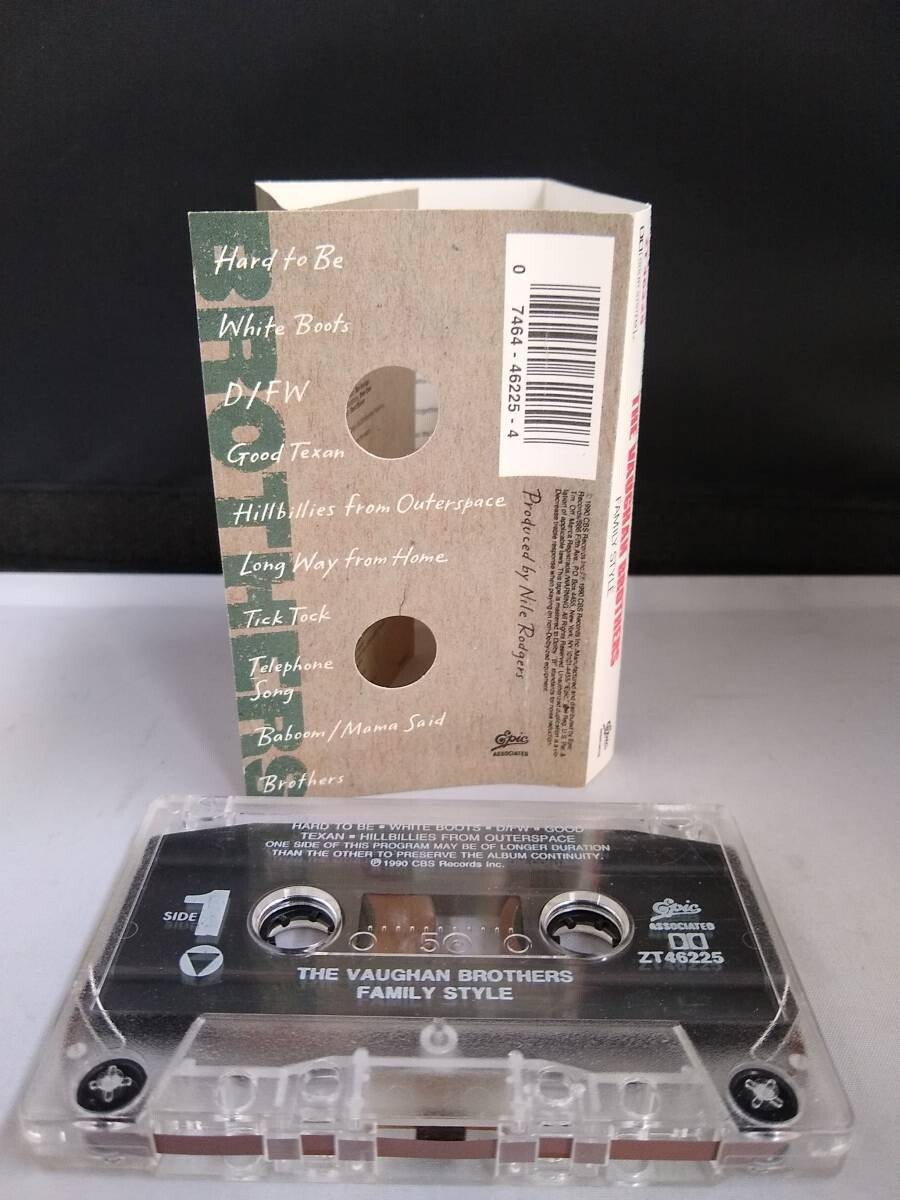 BROTHERS
Hard to Be
White Boots
D/FW
Good Texan
Hillbillies from Outerspace
Long Way from Home
Tick Tock
Telephone
Song
Baboom/Mama Said
Brothers
0 7464-46225-4
Produced by Nile Rodgers
Epic
ASSOCIATED
THE VAUGHAN BROTHERS
FAMILY STYLE
HARD TO BE • WHITE BOOTS • D/FW • GOOD
TEXAN • HILLBILLIES FROM OUTERSPACE
ONE SIDE OF THIS PROGRAM MAY BE OF LONGER DURATION
THAN THE OTHER TO PRESERVE THE ALBUM CONTINUITY.
℗ 1990 CBS Records Inc.
SIDE 1
50
Epic
ASSOCIATED
ZT46225
THE VAUGHAN BROTHERS
FAMILY STYLE